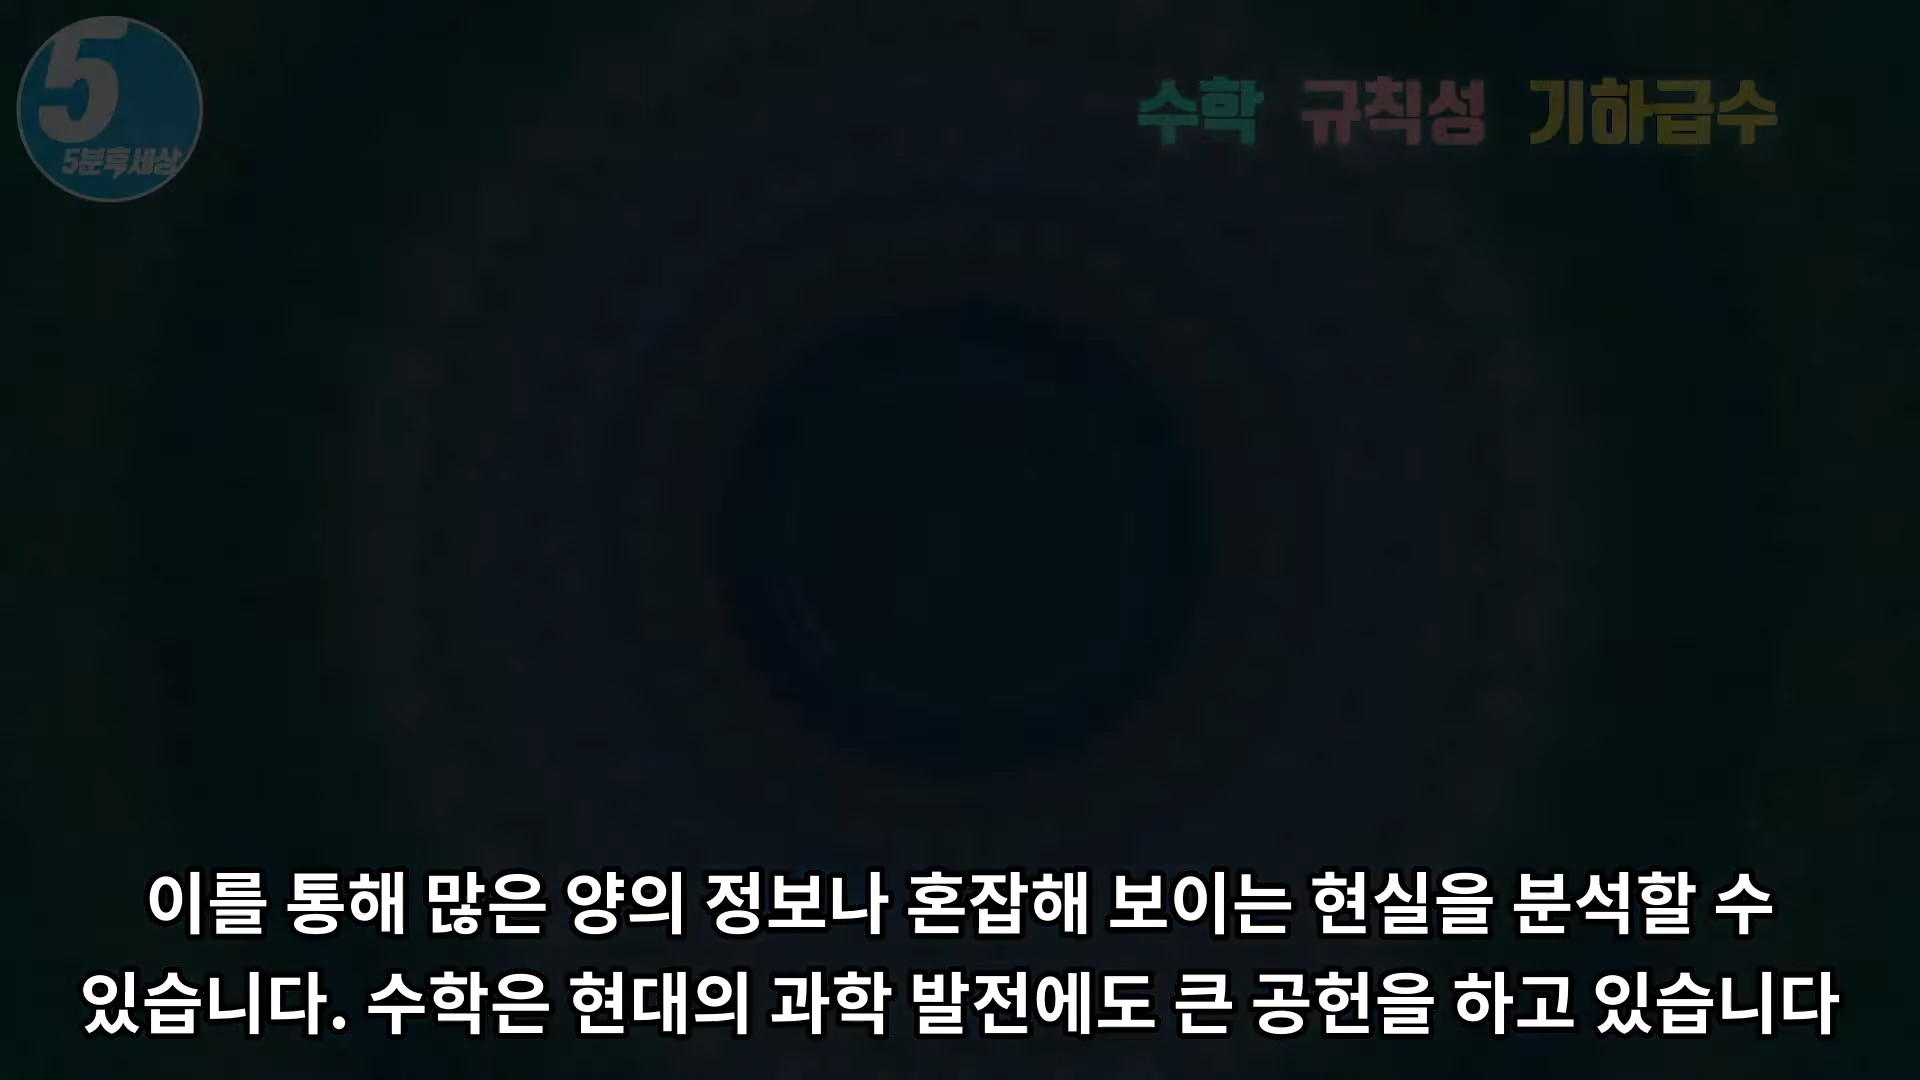 5
5분후세상
수학 규칙성 기하급수
이를 통해 많은 양의 정보나 혼잡해 보이는 현실을 분석할 수
있습니다. 수학은 현대의 과학 발전에도 큰 공헌을 하고 있습니다